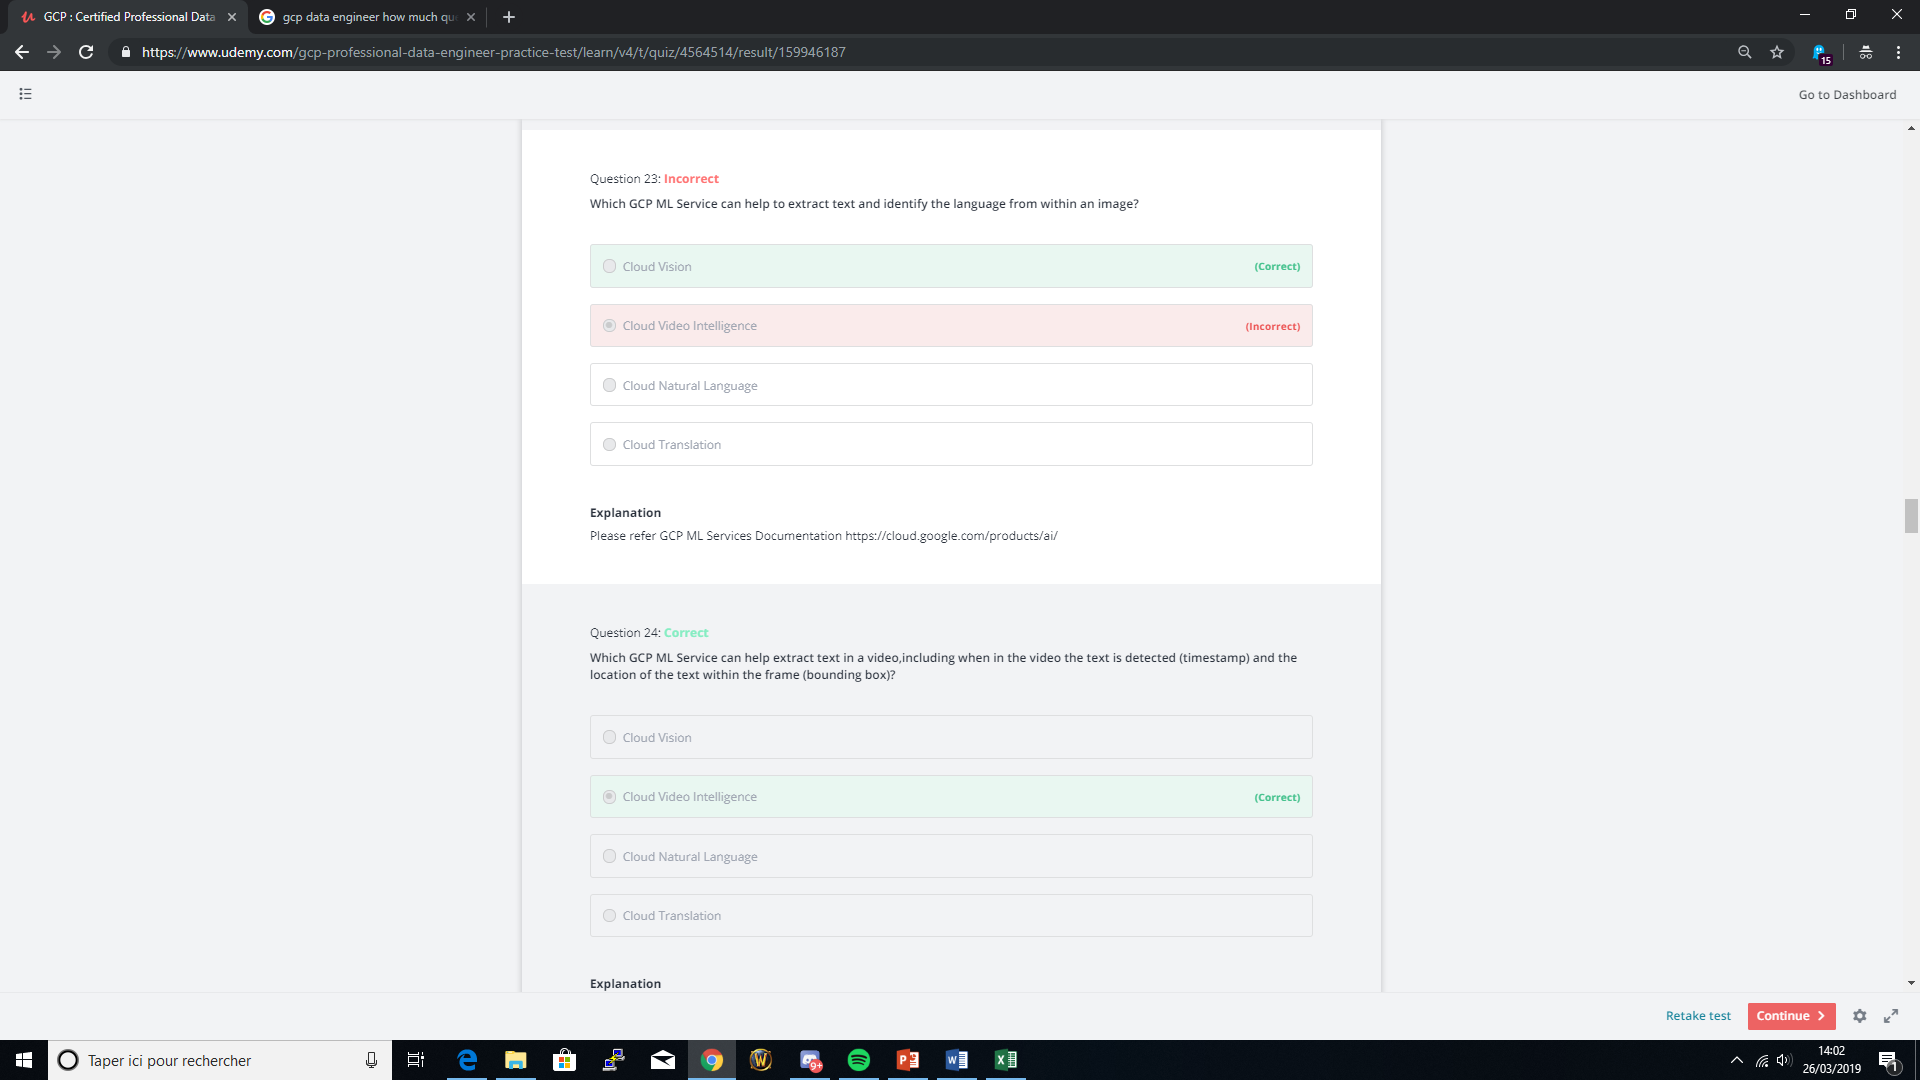 GCP : Certified Professional Data
gcp data engineer how much qu
https://www.udemy.com/gcp-professional-data-engineer-practice-test/learn/v4/t/quiz/4564514/result/159946187
15
Go to Dashboard
Question 23: Incorrect
Which GCP ML Service can help to extract text and identify the language from within an image?
Cloud Vision (Correct)
Cloud Video Intelligence (Incorrect)
Cloud Natural Language
Cloud Translation
Explanation
Please refer GCP ML Services Documentation https://cloud.google.com/products/ai/
Question 24: Correct
Which GCP ML Service can help extract text in a video,including when in the video the text is detected (timestamp) and the
location of the text within the frame (bounding box)?
Cloud Vision
Cloud Video Intelligence (Correct)
Cloud Natural Language
Cloud Translation
Explanation
Retake test Continue
Taper ici pour rechercher
9+
14:02
26/03/2019
1